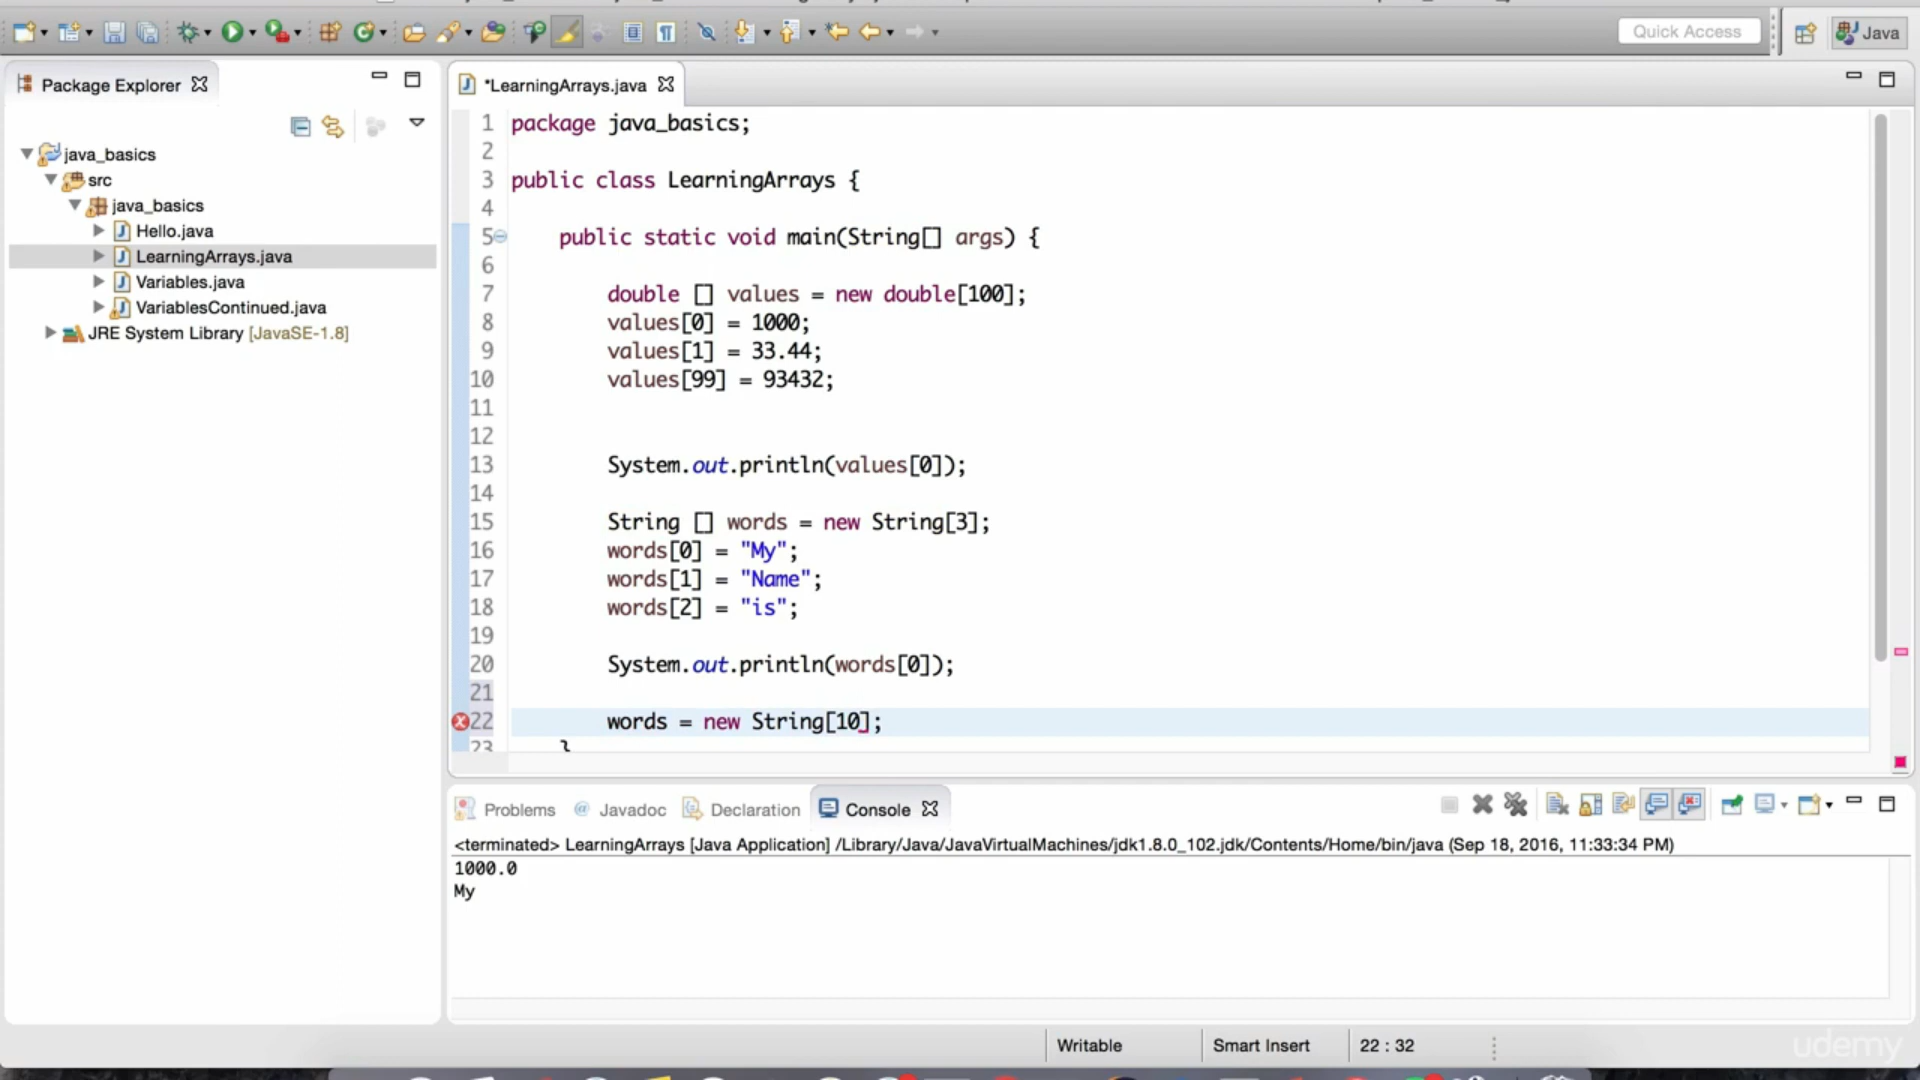 Quick Access
Java
Package Explorer
*LearningArrays.java
java_basics
src
java_basics
Hello.java
LearningArrays.java
Variables.java
VariablesContinued.java
JRE System Library [JavaSE-1.8]
1 package java_basics;
2
3 public class LearningArrays {
4
5 public static void main(String[] args) {
6
7 double [] values = new double[100];
8 values[0] = 1000;
9 values[1] = 33.44;
10 values[99] = 93432;
11
12
13 System.out.println(values[0]);
14
15 String [] words = new String[3];
16 words[0] = "My";
17 words[1] = "Name";
18 words[2] = "is";
19
20 System.out.println(words[0]);
21
22 words = new String[10];
23 }
Problems @ Javadoc Declaration Console
<terminated> LearningArrays [Java Application] /Library/Java/JavaVirtualMachines/jdk1.8.0_102.jdk/Contents/Home/bin/java (Sep 18, 2016, 11:33:34 PM)
1000.0
My
Writable Smart Insert 22 : 32
udemy